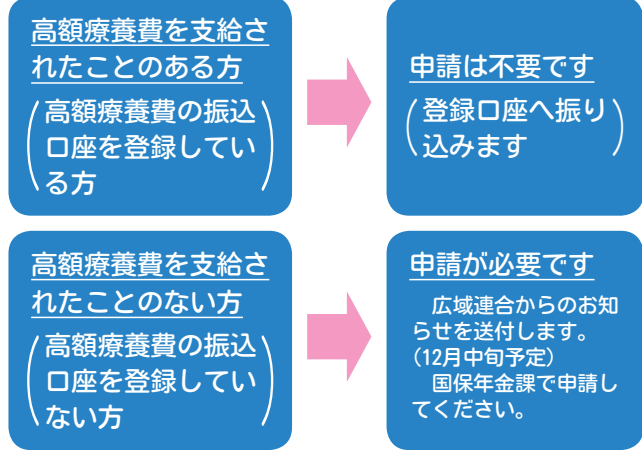 高額療養費を支給さ
れたことのある方
(高額療養費の振込
口座を登録してい
る方)
申請は不要です
(登録口座へ振り
込みます)
高額療養費を支給さ
れたことのない方
(高額療養費の振込
口座を登録してい
ない方)
申請が必要です
　広域連合からのお知
らせを送付します。
(12月中旬予定)
　国保年金課で申請し
てください。